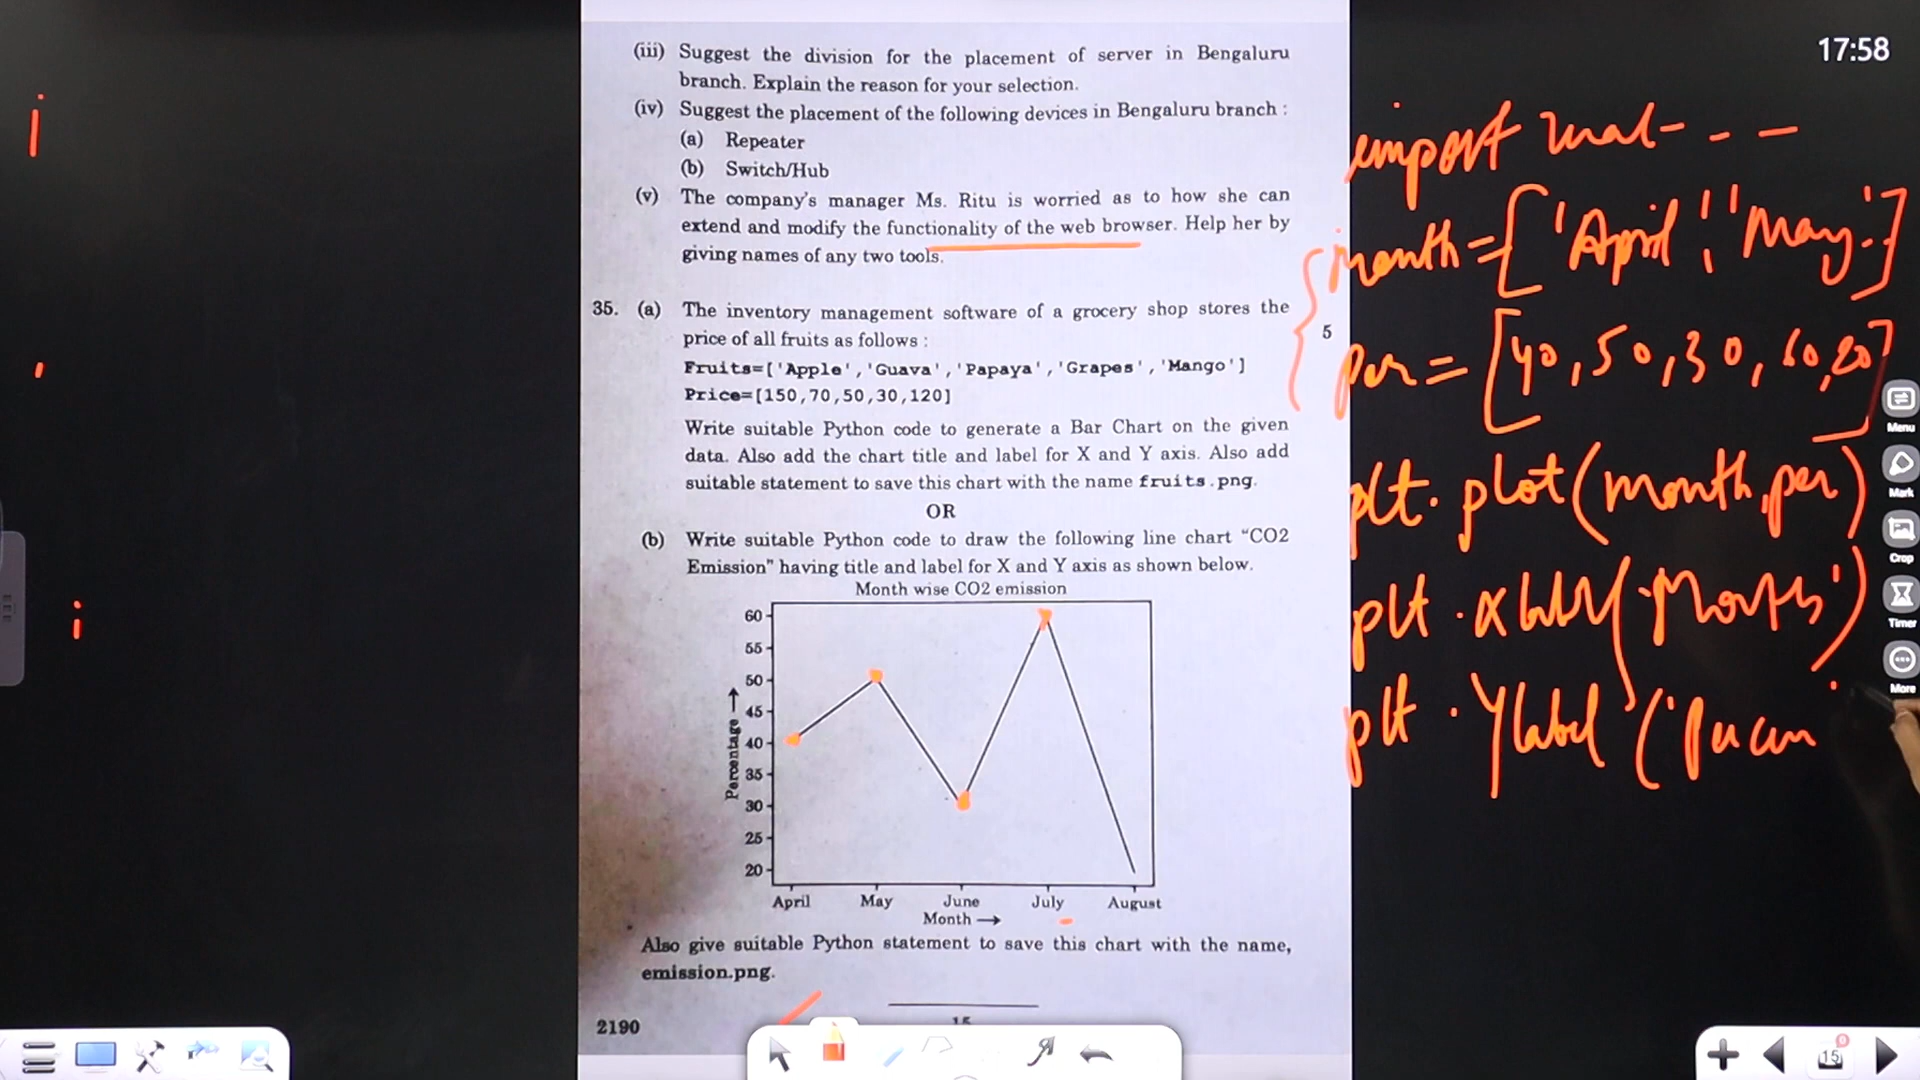 17:58
(iii) Suggest the division for the placement of server in Bengaluru
branch. Explain the reason for your selection.
(iv) Suggest the placement of the following devices in Bengaluru branch :
(a) Repeater
(b) Switch/Hub
(v) The company's manager Ms. Ritu is worried as to how she can
extend and modify the functionality of the web browser. Help her by
giving names of any two tools.
35. (a) The inventory management software of a grocery shop stores the
price of all fruits as follows :
5
Fruits=['Apple','Guava','Papaya','Grapes','Mango']
Price=[150,70,50,30,120]
Write suitable Python code to generate a Bar Chart on the given
data. Also add the chart title and label for X and Y axis. Also add
suitable statement to save this chart with the name fruits.png.
OR
(b) Write suitable Python code to draw the following line chart "CO2
Emission" having title and label for X and Y axis as shown below.
Month wise CO2 emission
60
55
50
45
40
35
30
25
20
Percentage →
April May June July August
Month →
Also give suitable Python statement to save this chart with the name,
emission.png.
2190
15
import mat- - -
month=['April','May'..]
per=[40,50,30,60,20]
plt.plot(month,per)
plt.xlabel('Months')
plt.Ylabel('
Menu
Mark
Crop
Timer
More
15
0